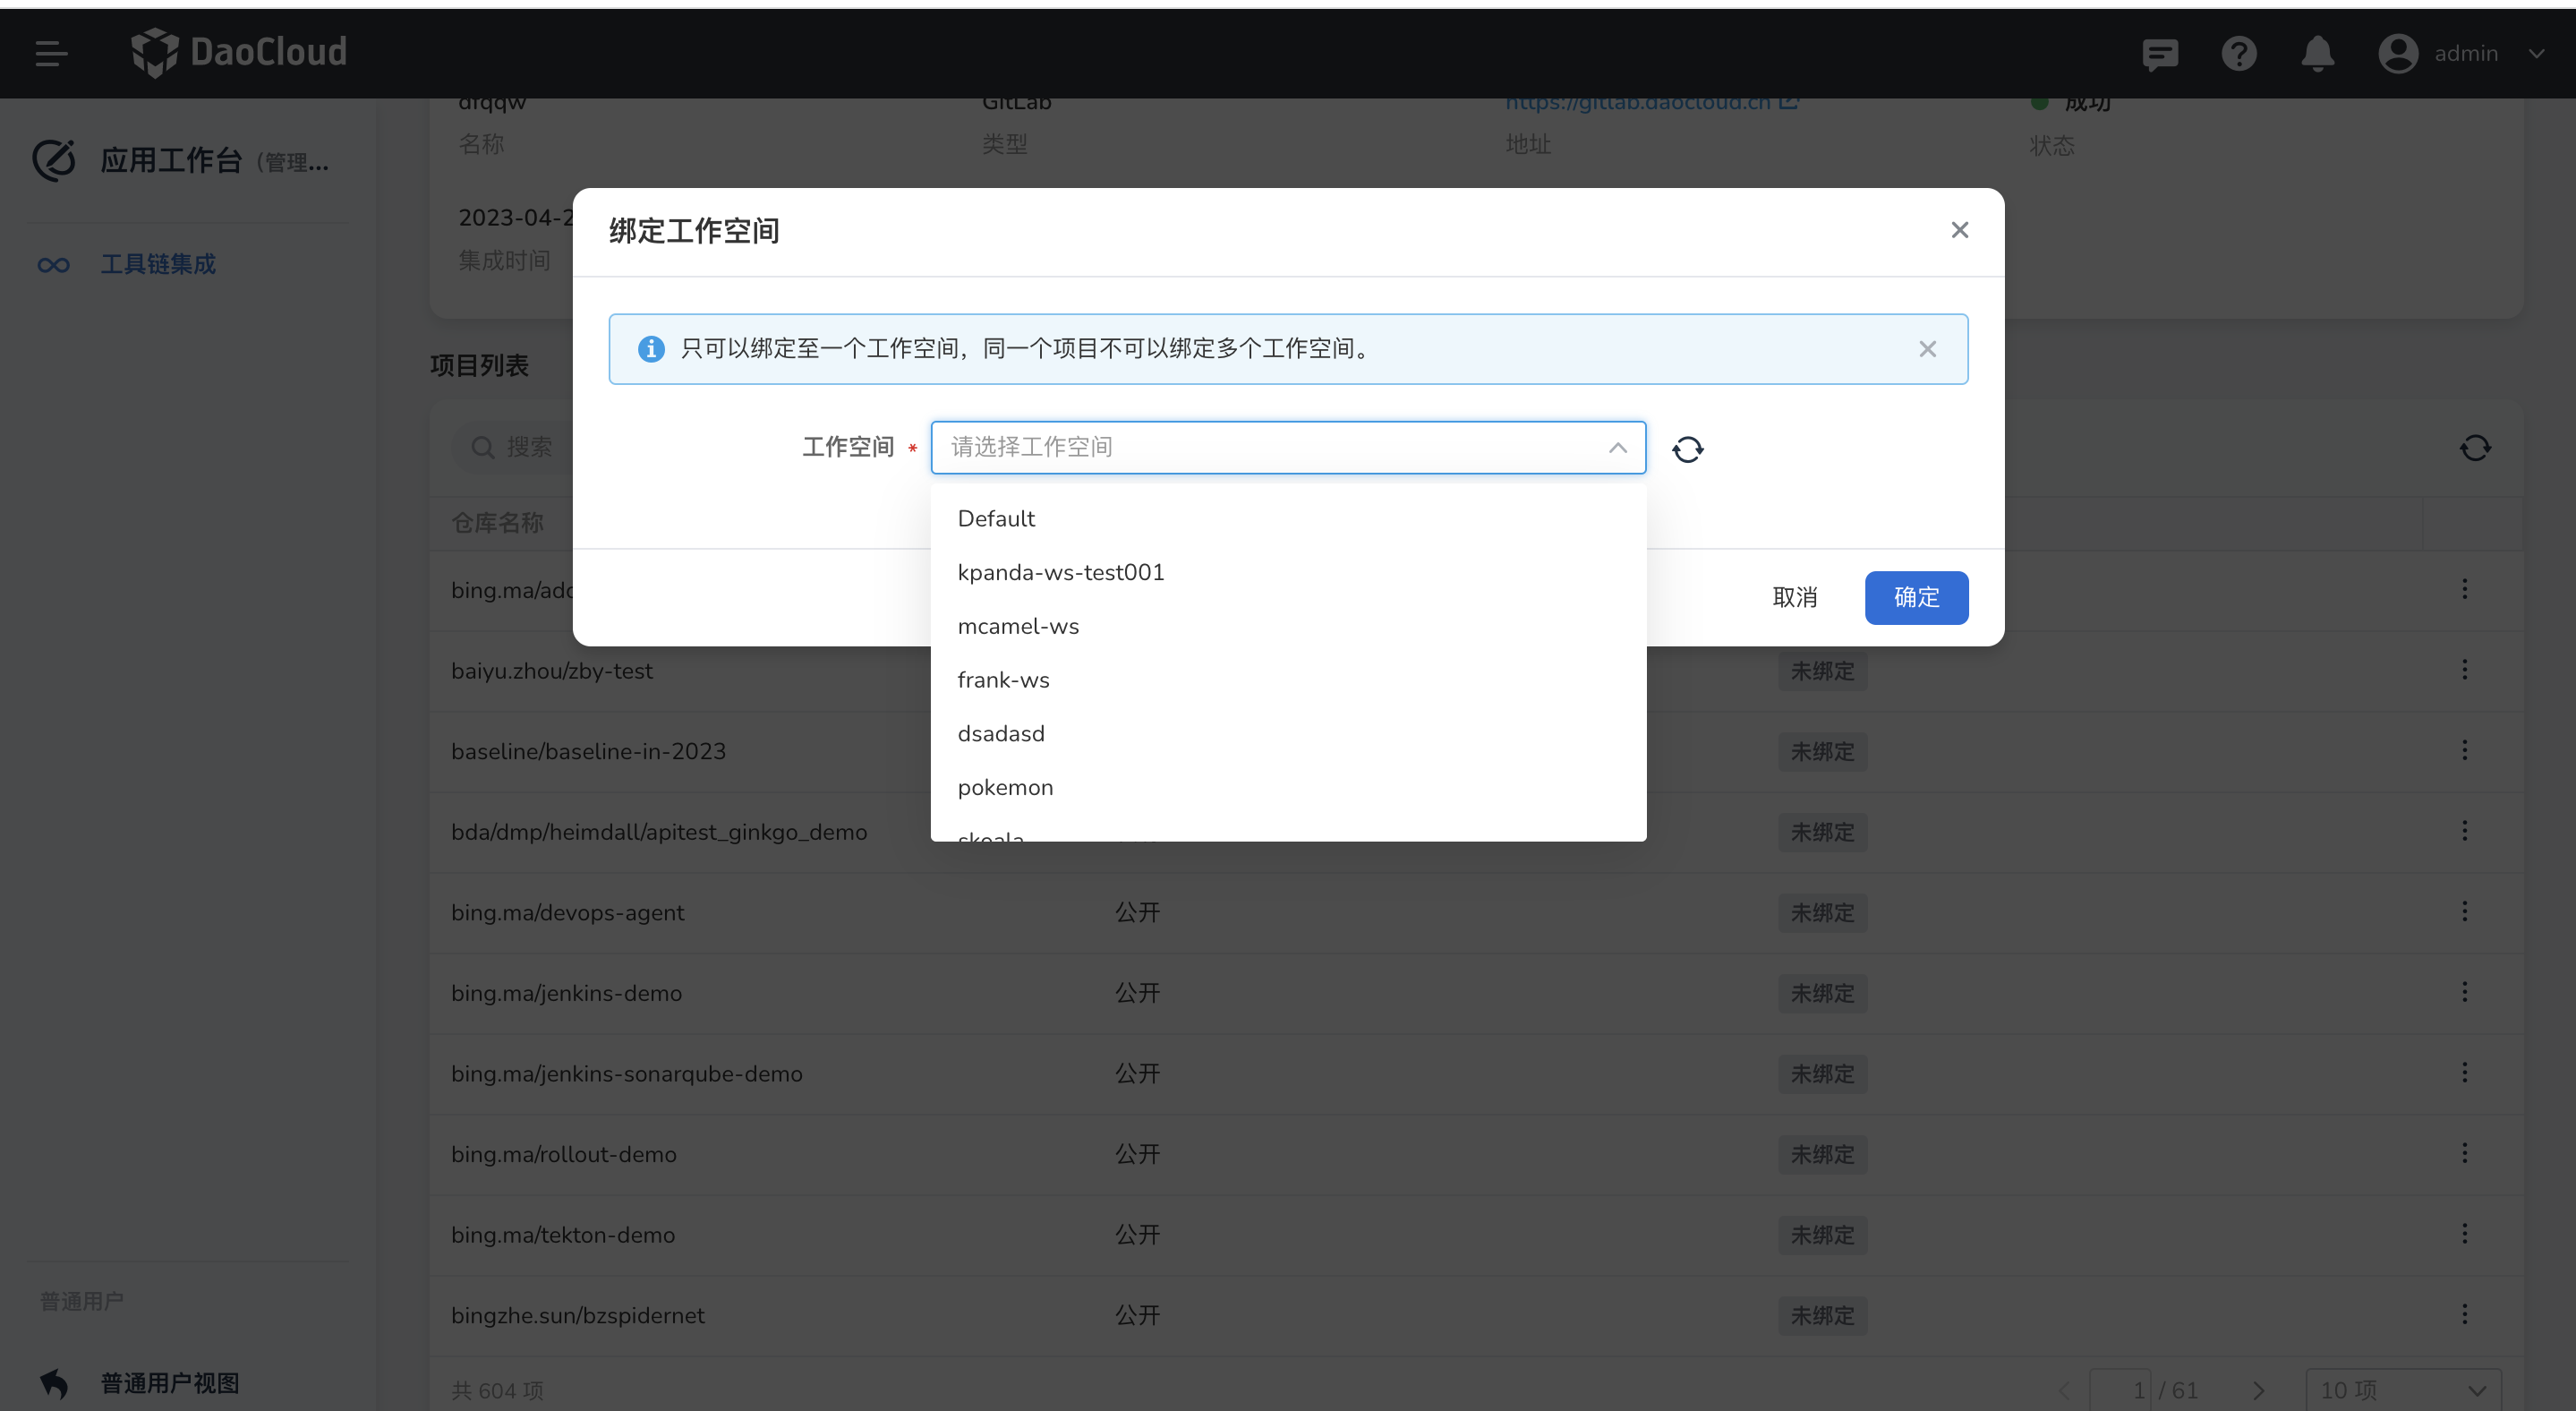 DaoCloud
admin
应用工作台（管理...
工具链集成
普通用户
普通用户视图
dfqqw
名称
GitLab
类型
https://gitlab.daocloud.cn
地址
成功
状态
2023-04-2
集成时间
绑定工作空间
只可以绑定至一个工作空间，同一个项目不可以绑定多个工作空间。
工作空间 *
请选择工作空间
Default
kpanda-ws-test001
mcamel-ws
frank-ws
dsadasd
pokemon
skoala
取消
确定
项目列表
搜索
仓库名称
bing.ma/add
baiyu.zhou/zby-test 未绑定
baseline/baseline-in-2023 未绑定
bda/dmp/heimdall/apitest_ginkgo_demo 未绑定
bing.ma/devops-agent 公开 未绑定
bing.ma/jenkins-demo 公开 未绑定
bing.ma/jenkins-sonarqube-demo 公开 未绑定
bing.ma/rollout-demo 公开 未绑定
bing.ma/tekton-demo 公开 未绑定
bingzhe.sun/bzspidernet 公开 未绑定
共 604 项 1 / 61 10 项